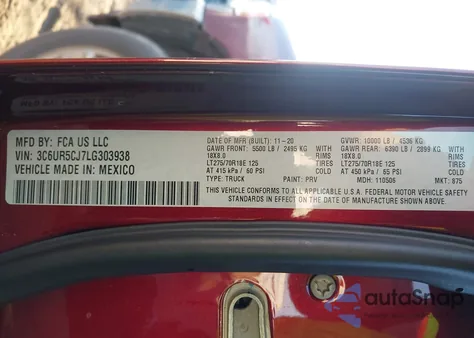 MFD BY: FCA US LLC
VIN: 3C6UR5CJ7LG303938
VEHICLE MADE IN: MEXICO
DATE OF MFR (BUILT): 11-20 GVWR: 10000 LB / 4536 KG
GAWR FRONT: 5500 LB / 2495 KG WITH GAWR REAR: 6390 LB / 2899 KG WITH
18X8.0 RIMS 18X8.0 RIMS
LT275/70R18E 125 TIRES LT275/70R18E 125 TIRES
AT 415 kPa / 60 PSI COLD AT 450 kPa / 65 PSI COLD
TYPE: TRUCK PAINT: PRV MDH: 110506 PKT: 875
THIS VEHICLE CONFORMS TO ALL APPLICABLE U.S.A. FEDERAL MOTOR VEHICLE SAFETY
STANDARDS IN EFFECT ON THE DATE OF MANUFACTURE SHOWN ABOVE.
autoSnap